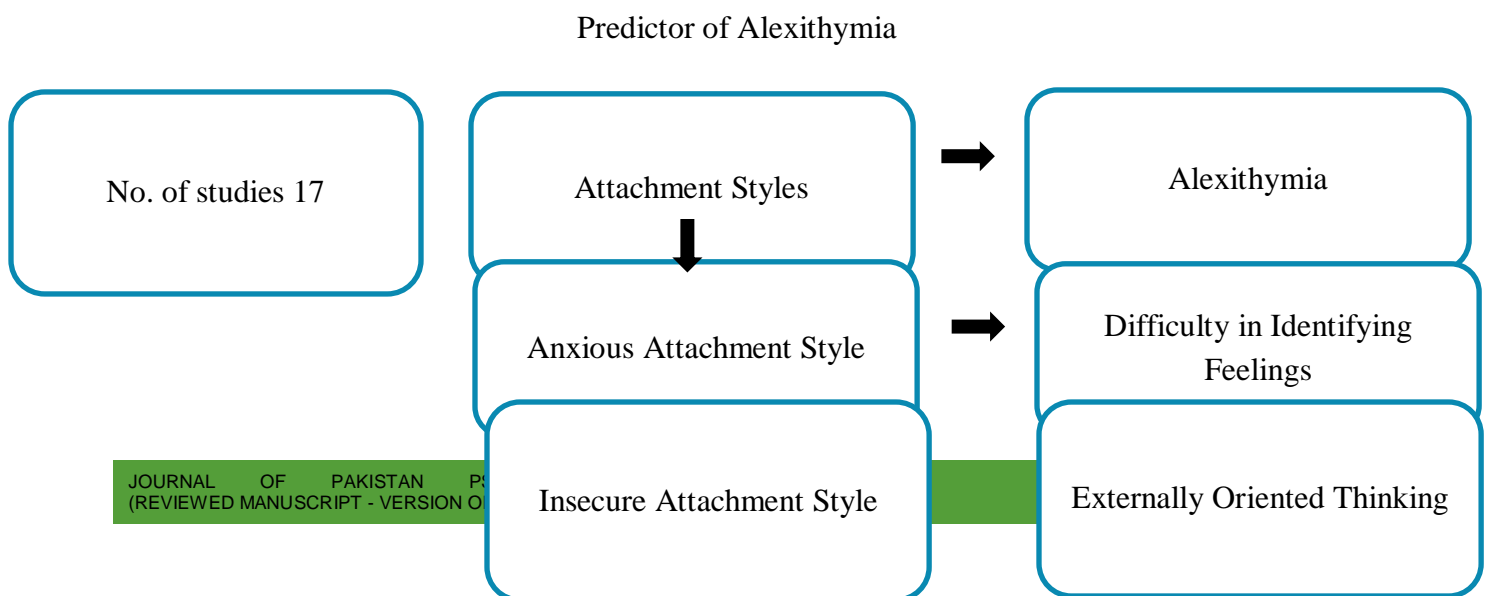 Predictor of Alexithymia
No. of studies 17
Attachment Styles
Alexithymia
Anxious Attachment Style
Difficulty in Identifying
Feelings
JOURNAL OF PAKISTAN
(REVIEWED MANUSCRIPT - VERSION
Insecure Attachment Style
Externally Oriented Thinking